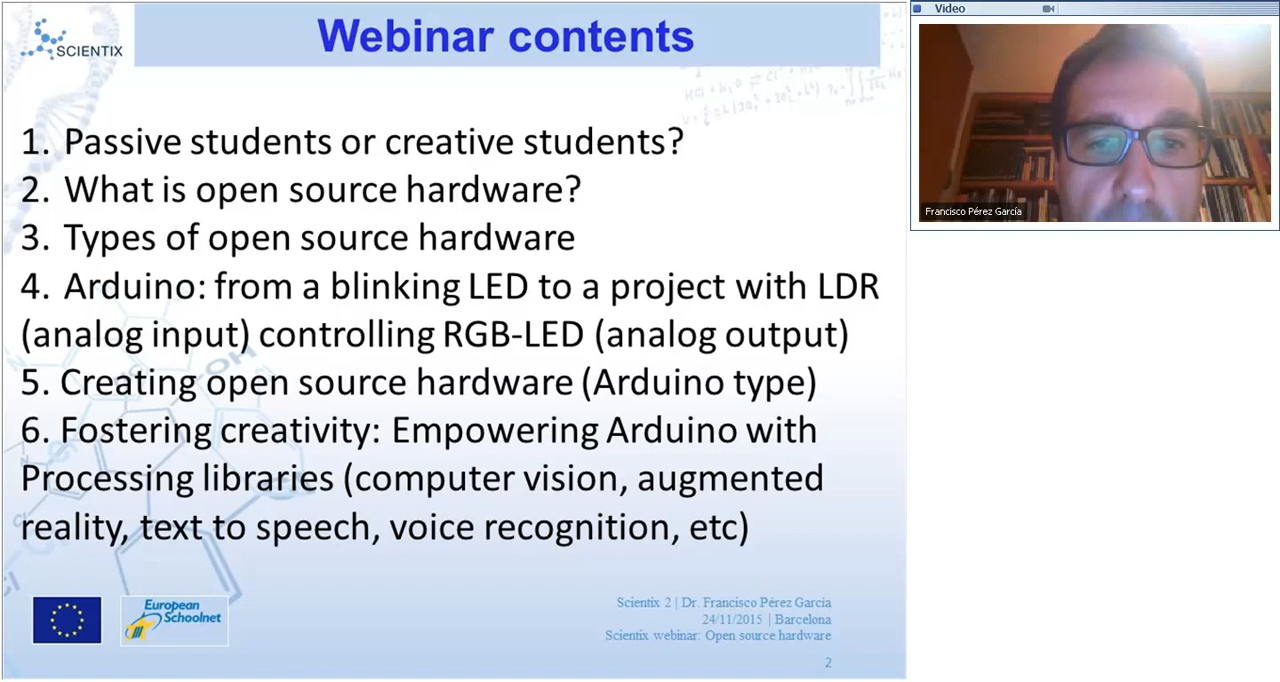 SCIENTIX
Webinar contents
1. Passive students or creative students?
2. What is open source hardware?
3. Types of open source hardware
4. Arduino: from a blinking LED to a project with LDR
(analog input) controlling RGB-LED (analog output)
5. Creating open source hardware (Arduino type)
6. Fostering creativity: Empowering Arduino with
Processing libraries (computer vision, augmented
reality, text to speech, voice recognition, etc)
European
Schoolnet
Scientix 2 | Dr. Francisco Pérez García
24/11/2015 | Barcelona
Scientix webinar: Open source hardware
2
Video
Francisco Pérez García